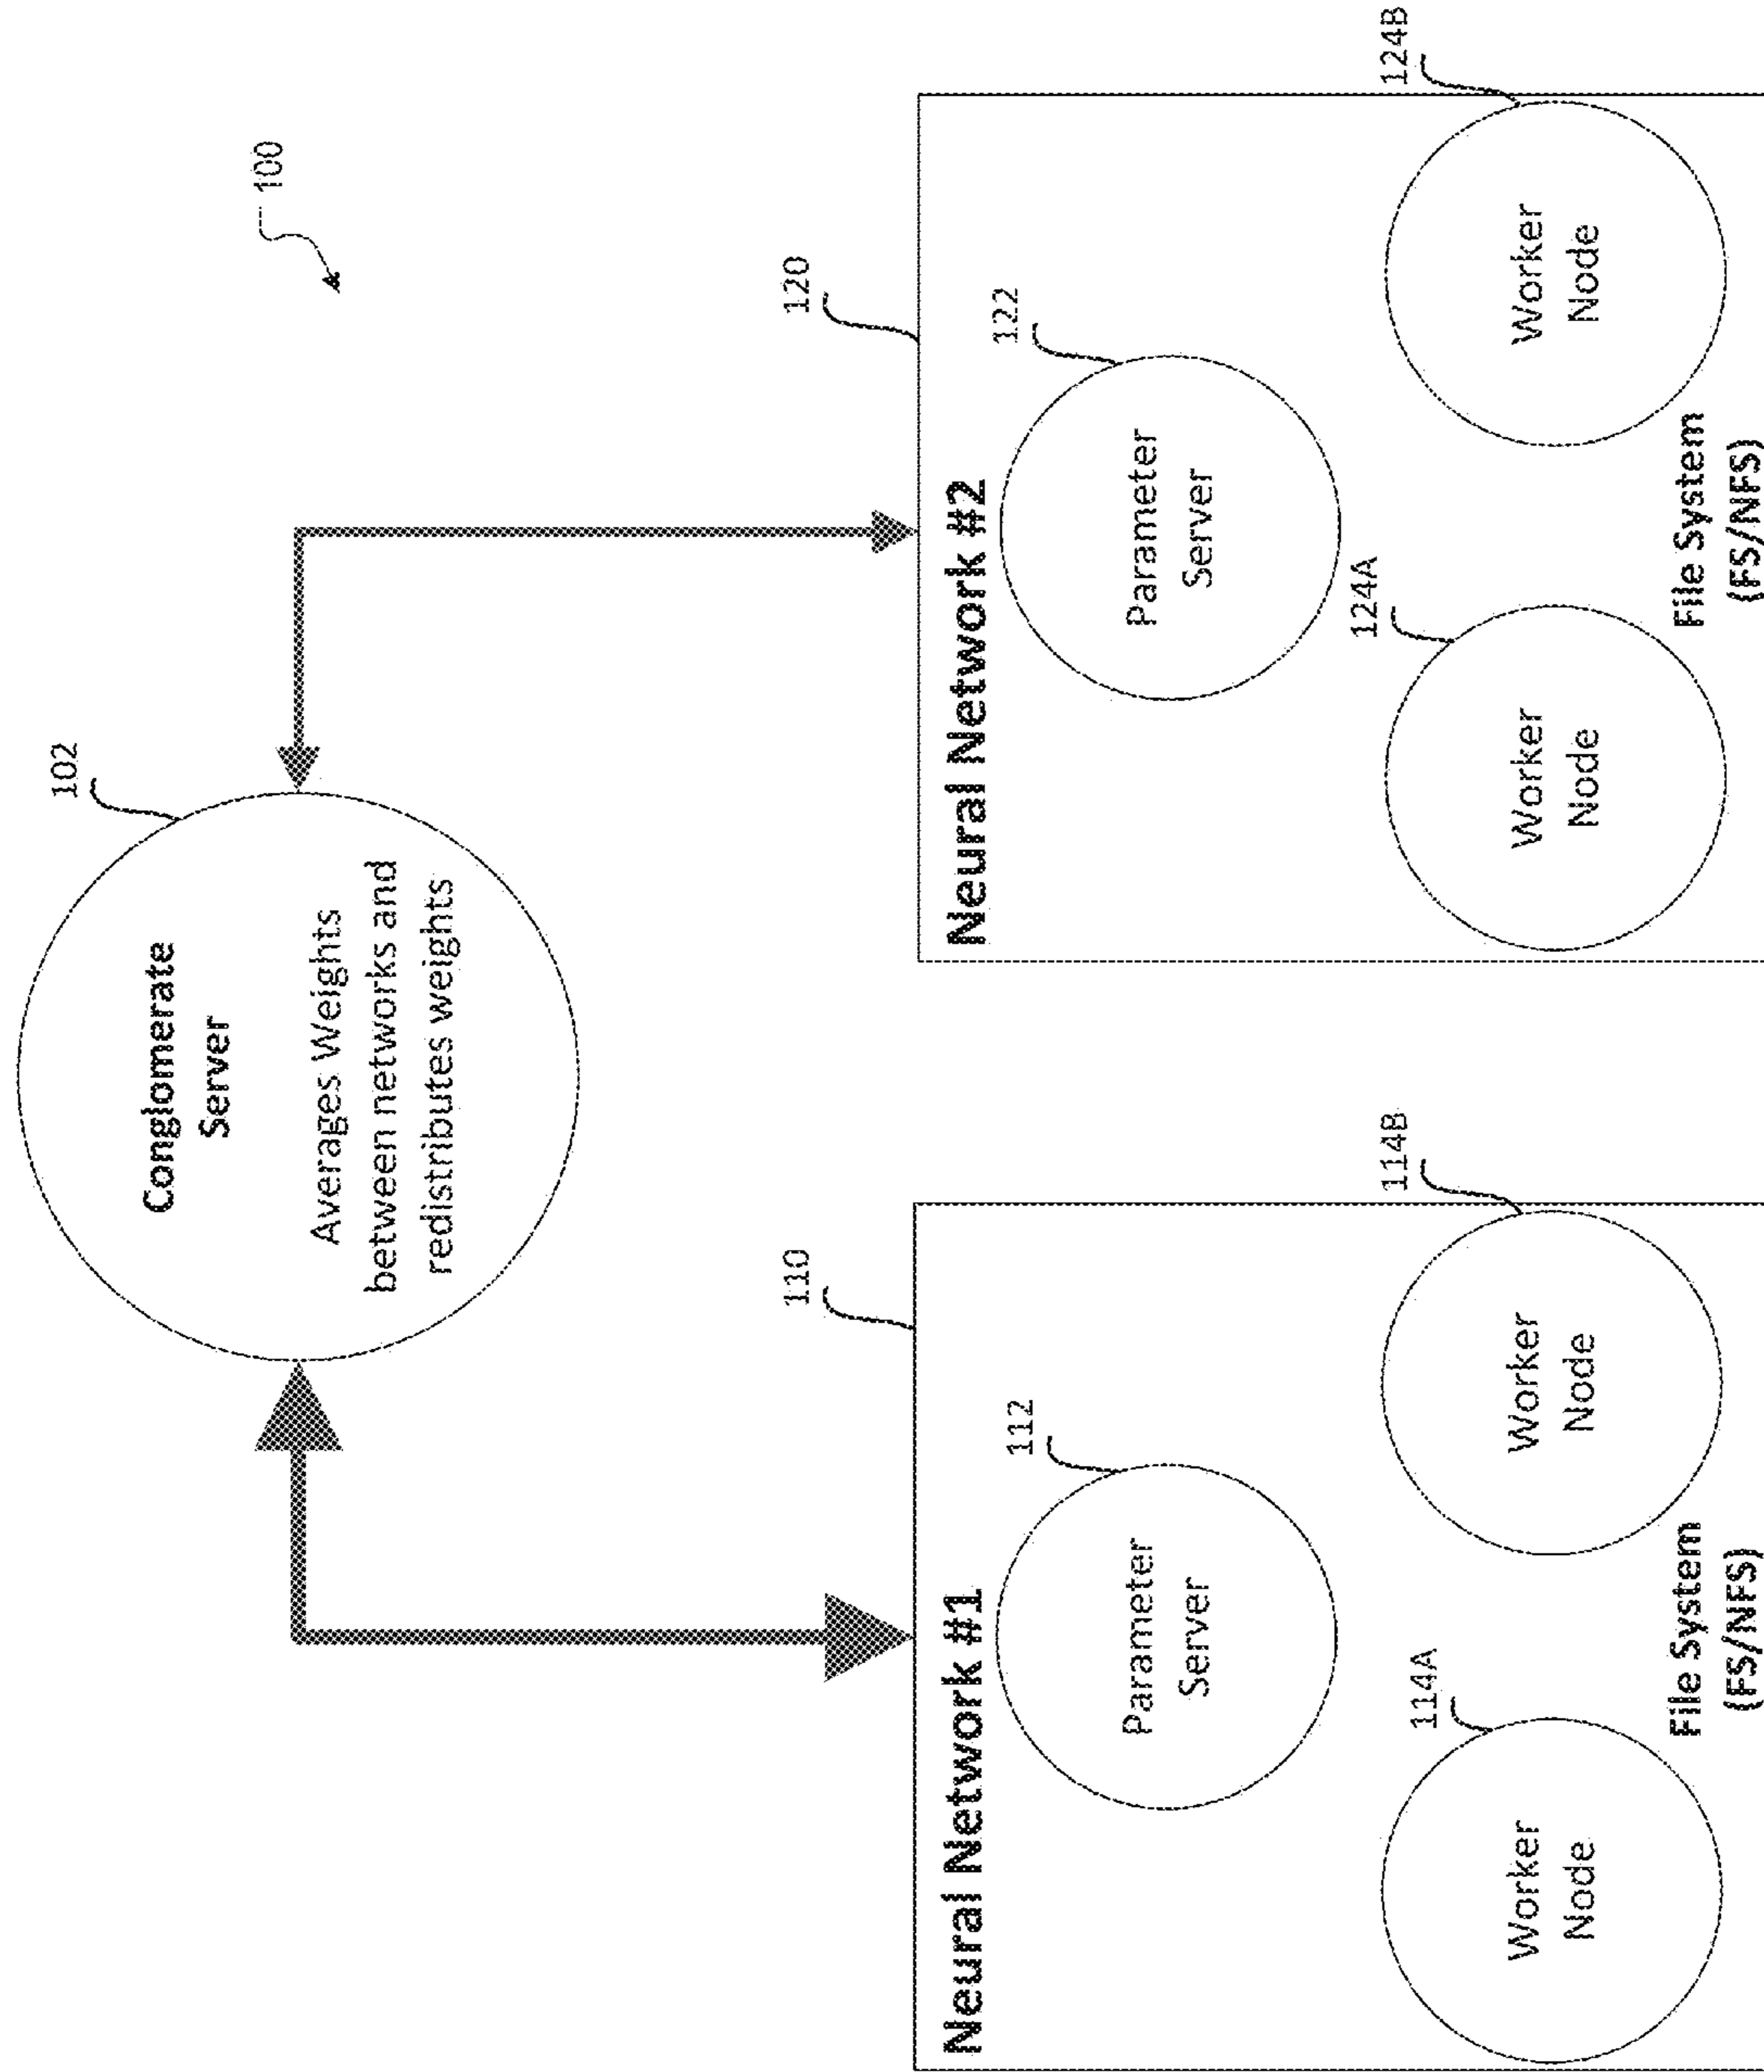 100
102
Conglomerate
Server
Averages Weights
between networks and
redistributes weights
110
Neural Network #1
112
Parameter
Server
114A
Worker
Node
114B
Worker
Node
File System
(FS/NFS)
120
Neural Network #2
122
Parameter
Server
124A
Worker
Node
124B
Worker
Node
File System
(FS/NFS)